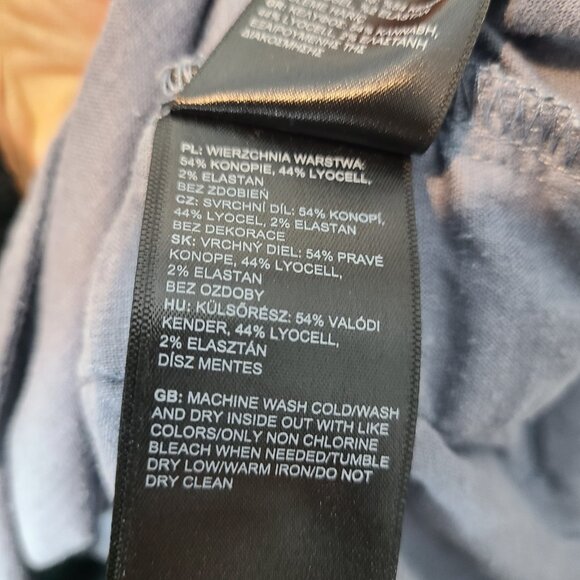 ΔΙΑΚΟΣΜΗΣΗ
PL: WIERZCHNIA WARSTWA:
54% KONOPIE, 44% LYOCELL,
2% ELASTAN
BEZ ZDOBIEŃ
CZ: SVRCHNÍ DÍL: 54% KONOPÍ,
44% LYOCEL, 2% ELASTAN
BEZ DEKORACE
SK: VRCHNÝ DIEL: 54% PRAVÉ
KONOPE, 44% LYOCELL,
2% ELASTAN
BEZ OZDOBY
HU: KÜLSŐRÉSZ: 54% VALÓDI
KENDER, 44% LYOCELL,
2% ELASZTÁN
DÍSZ MENTES
GB: MACHINE WASH COLD/WASH
AND DRY INSIDE OUT WITH LIKE
COLORS/ONLY NON CHLORINE
BLEACH WHEN NEEDED/TUMBLE
DRY LOW/WARM IRON/DO NOT
DRY CLEAN